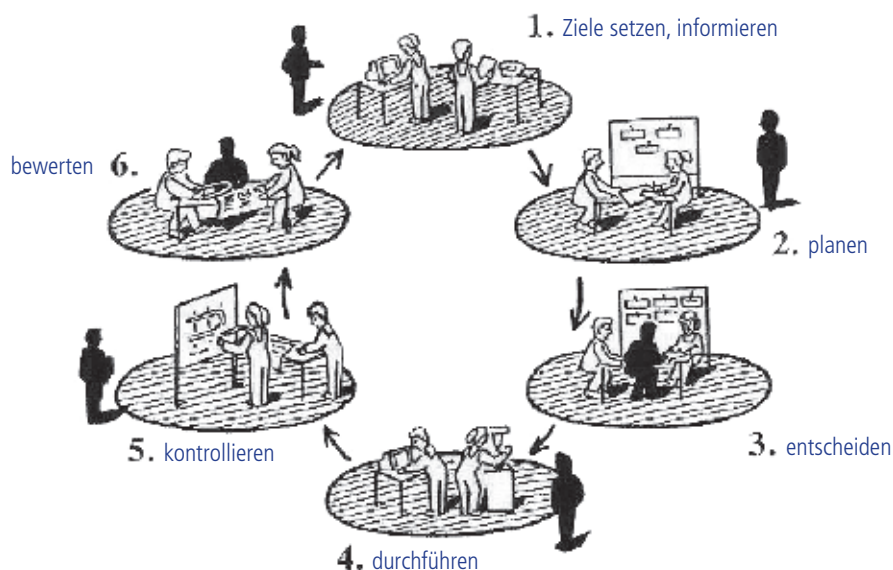 1. Ziele setzen, informieren
2. planen
3. entscheiden
4. durchführen
5. kontrollieren
bewerten 6.